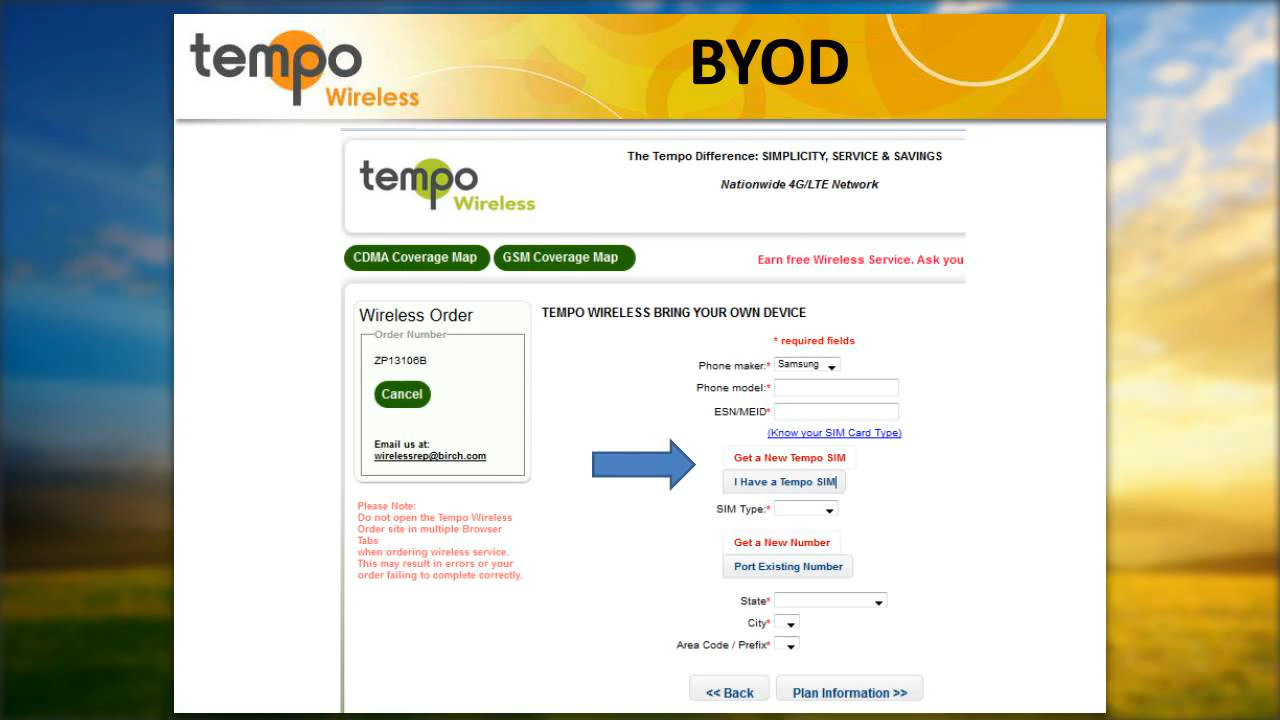 tempo
Wireless
BYOD
tempo
Wireless
The Tempo Difference: SIMPLICITY, SERVICE & SAVINGS
Nationwide 4G/LTE Network
CDMA Coverage Map
GSM Coverage Map
Earn free Wireless Service. Ask you
Wireless Order
Order Number
ZP13106B
Cancel
Email us at:
wirelessrep@birch.com
Please Note:
Do not open the Tempo Wireless
Order site in multiple Browser
Tabs
when ordering wireless service.
This may result in errors or your
order failing to complete correctly.
TEMPO WIRELESS BRING YOUR OWN DEVICE
* required fields
Phone maker:* Samsung
Phone model:*
ESN/MEID*
(Know your SIM Card Type)
Get a New Tempo SIM
I Have a Tempo SIM
SIM Type:*
Get a New Number
Port Existing Number
State*
City*
Area Code / Prefix*
<< Back
Plan Information >>